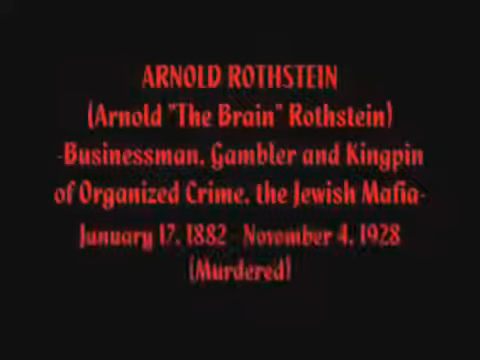 ARNOLD ROTHSTEIN
(Arnold "The Brain" Rothstein)
-Businessman, Gambler and Kingpin
of Organized Crime, the Jewish Mafia-
January 17, 1882 - November 4, 1928
(Murdered)